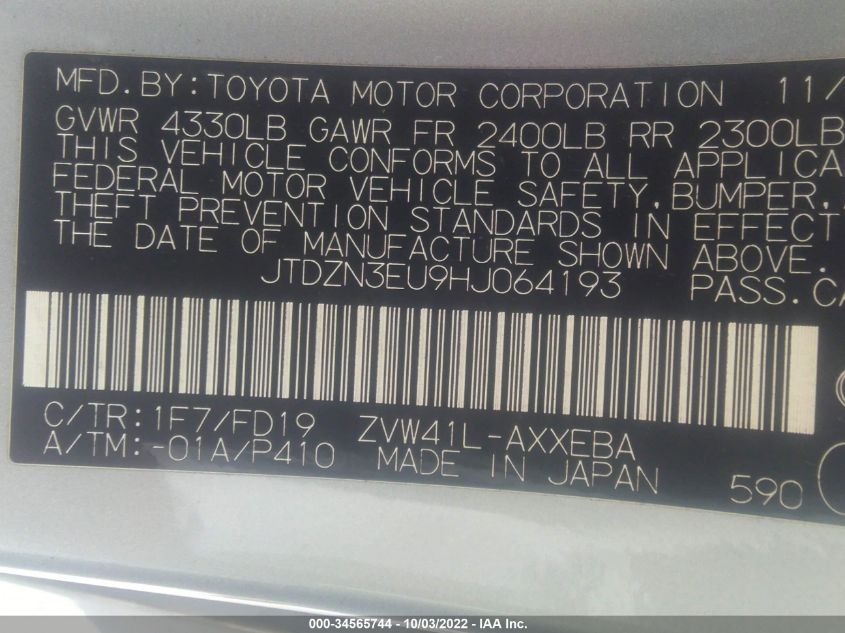 MFD. BY: TOYOTA MOTOR CORPORATION 11/
GVWR 4330LB GAWR FR 2400LB RR 2300LB
THIS VEHICLE CONFORMS TO ALL APPLICA
FEDERAL MOTOR VEHICLE SAFETY, BUMPER,
THEFT PREVENTION STANDARDS IN EFFECT
THE DATE OF MANUFACTURE SHOWN ABOVE.
JTDZN3EU9HJ064193 PASS. CA
C/TR: 1F7/FD19 ZVW41L-AXXEBA
A/TM: -01A/P410 MADE IN JAPAN 590
000-34565744 - 10/03/2022 - IAA Inc.